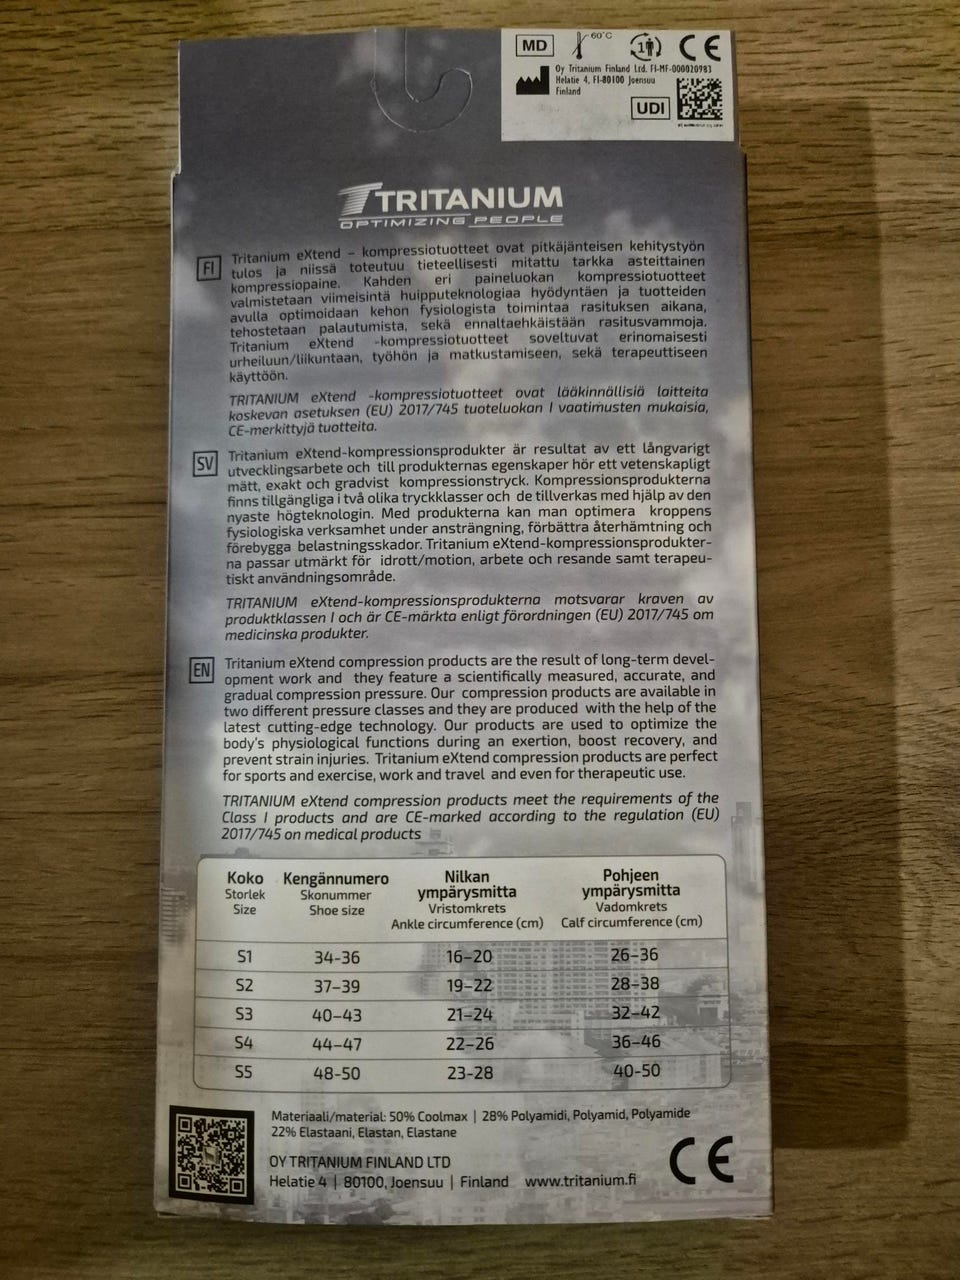 MD 60°C 1 CE
Oy Tritanium Finland Ltd. FI-MF-000020983
Helatie 4, FI-80100 Joensuu
Finland
UDI
TRITANIUM
OPTIMIZING PEOPLE
FI
Tritanium eXtend – kompressiotuotteet ovat pitkäjänteisen kehitystyön
tulos ja niissä toteutuu tieteellisesti mitattu tarkka asteittainen
kompressiopaine. Kahden eri paineluokan kompressiotuotteet
valmistetaan viimeisintä huipputeknologiaa hyödyntäen ja tuotteiden
avulla optimoidaan kehon fysiologista toimintaa rasituksen aikana,
tehostetaan palautumista, sekä ennaltaehkäistään rasitusvammoja.
Tritanium eXtend -kompressiotuotteet soveltuvat erinomaisesti
urheiluun/liikuntaan, työhön ja matkustamiseen, sekä terapeuttiseen
käyttöön.
TRITANIUM eXtend -kompressiotuotteet ovat lääkinnällisiä laitteita
koskevan asetuksen (EU) 2017/745 tuoteluokan I vaatimusten mukaisia,
CE-merkittyjä tuotteita.
SV
Tritanium eXtend-kompressionsprodukter är resultat av ett långvarigt
utvecklingsarbete och till produkternas egenskaper hör ett vetenskapligt
mätt, exakt och gradvist kompressionstryck. Kompressionsprodukterna
finns tillgängliga i två olika tryckklasser och de tillverkas med hjälp av den
nyaste högteknologin. Med produkterna kan man optimera kroppens
fysiologiska verksamhet under ansträngning, förbättra återhämtning och
förebygga belastningsskador. Tritanium eXtend-kompressionsprodukter-
na passar utmärkt för idrott/motion, arbete och resande samt terapeu-
tiskt användningsområde.
TRITANIUM eXtend-kompressionsprodukterna motsvarar kraven av
produktklassen I och är CE-märkta enligt förordningen (EU) 2017/745 om
medicinska produkter.
EN
Tritanium eXtend compression products are the result of long-term devel-
opment work and they feature a scientifically measured, accurate, and
gradual compression pressure. Our compression products are available in
two different pressure classes and they are produced with the help of the
latest cutting-edge technology. Our products are used to optimize the
body's physiological functions during an exertion, boost recovery, and
prevent strain injuries. Tritanium eXtend compression products are perfect
for sports and exercise, work and travel and even for therapeutic use.
TRITANIUM eXtend compression products meet the requirements of the
Class I products and are CE-marked according to the regulation (EU)
2017/745 on medical products
Koko Kengännumero Nilkan ympärysmitta Pohjeen ympärysmitta
Storlek Skonummer Vristomkrets Vadomkrets
Size Shoe size Ankle circumference (cm) Calf circumference (cm)
S1 34-36 16–20 26–36
S2 37–39 19–22 28–38
S3 40–43 21–24 32–42
S4 44–47 22–26 36–46
S5 48-50 23–28 40-50
Materiaali/material: 50% Coolmax | 28% Polyamidi, Polyamid, Polyamide
22% Elastaani, Elastan, Elastane
OY TRITANIUM FINLAND LTD
Helatie 4 | 80100, Joensuu | Finland www.tritanium.fi
CE